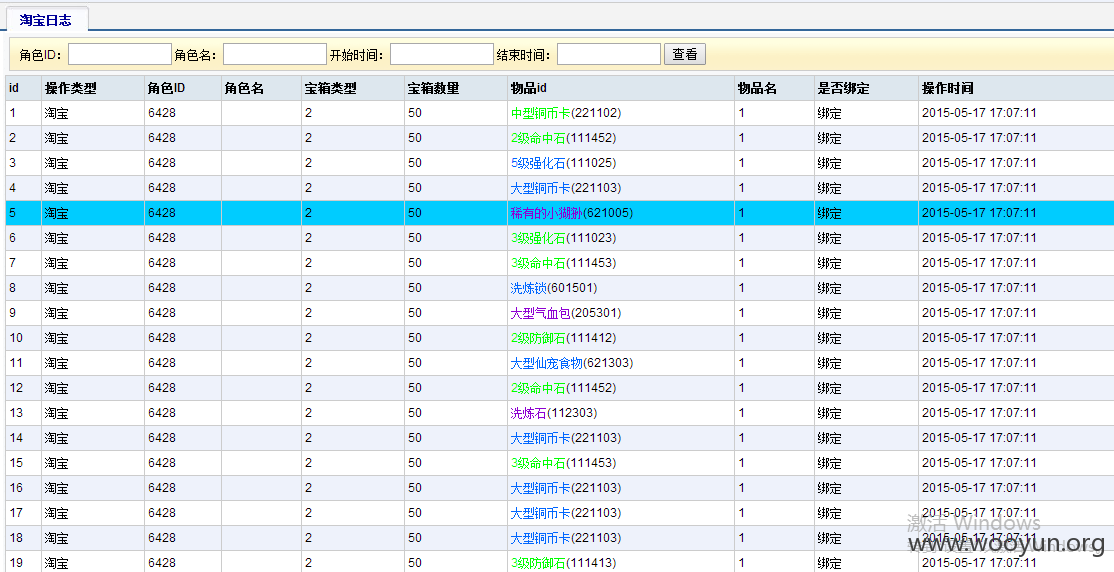 淘宝日志
角色ID： 角色名： 开始时间： 结束时间： 查看
id 操作类型 角色ID 角色名 宝箱类型 宝箱数量 物品id 物品名 是否绑定 操作时间
1 淘宝 6428 2 50 中型铜币卡(221102) 1 绑定 2015-05-17 17:07:11
2 淘宝 6428 2 50 2级命中石(111452) 1 绑定 2015-05-17 17:07:11
3 淘宝 6428 2 50 5级强化石(111025) 1 绑定 2015-05-17 17:07:11
4 淘宝 6428 2 50 大型铜币卡(221103) 1 绑定 2015-05-17 17:07:11
5 淘宝 6428 2 50 稀有的小猢狲(621005) 1 绑定 2015-05-17 17:07:11
6 淘宝 6428 2 50 3级强化石(111023) 1 绑定 2015-05-17 17:07:11
7 淘宝 6428 2 50 3级命中石(111453) 1 绑定 2015-05-17 17:07:11
8 淘宝 6428 2 50 洗炼锁(601501) 1 绑定 2015-05-17 17:07:11
9 淘宝 6428 2 50 大型气血包(205301) 1 绑定 2015-05-17 17:07:11
10 淘宝 6428 2 50 2级防御石(111412) 1 绑定 2015-05-17 17:07:11
11 淘宝 6428 2 50 大型仙宠食物(621303) 1 绑定 2015-05-17 17:07:11
12 淘宝 6428 2 50 2级命中石(111452) 1 绑定 2015-05-17 17:07:11
13 淘宝 6428 2 50 洗炼石(112303) 1 绑定 2015-05-17 17:07:11
14 淘宝 6428 2 50 大型铜币卡(221103) 1 绑定 2015-05-17 17:07:11
15 淘宝 6428 2 50 3级命中石(111453) 1 绑定 2015-05-17 17:07:11
16 淘宝 6428 2 50 大型铜币卡(221103) 1 绑定 2015-05-17 17:07:11
17 淘宝 6428 2 50 大型铜币卡(221103) 1 绑定 2015-05-17 17:07:11
18 淘宝 6428 2 50 大型铜币卡(221103) 1 绑定 2015-05-17 17:07:11
19 淘宝 6428 2 50 3级防御石(111413) 1 绑定 2015-05-17 17:07:11
激活 Windows
www.wooyun.org